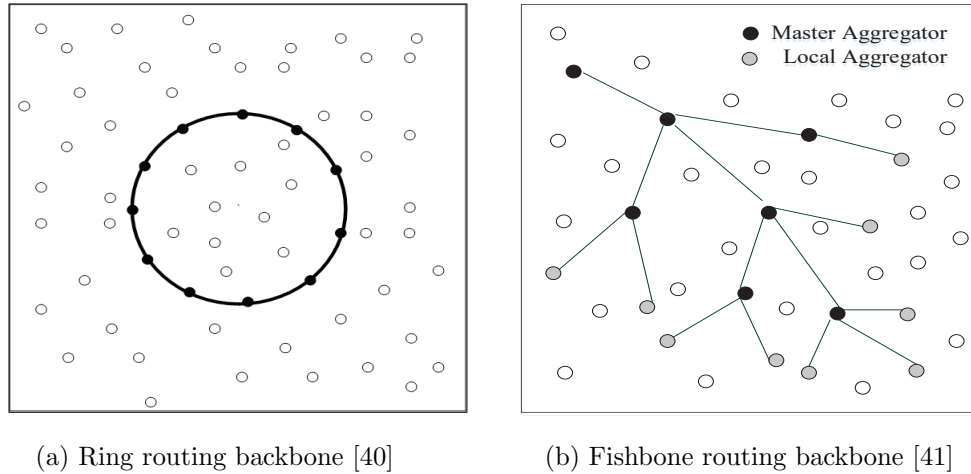 Master Aggregator
Local Aggregator
(a) Ring routing backbone [40]
(b) Fishbone routing backbone [41]